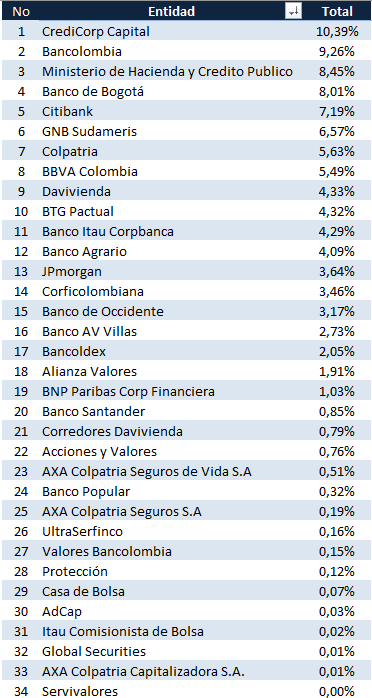 No Entidad Total
1 CrediCorp Capital 10,39%
2 Bancolombia 9,26%
3 Ministerio de Hacienda y Credito Publico 8,45%
4 Banco de Bogotá 8,01%
5 Citibank 7,19%
6 GNB Sudameris 6,57%
7 Colpatria 5,63%
8 BBVA Colombia 5,49%
9 Davivienda 4,33%
10 BTG Pactual 4,32%
11 Banco Itau Corpbanca 4,29%
12 Banco Agrario 4,09%
13 JPmorgan 3,64%
14 Corficolombiana 3,46%
15 Banco de Occidente 3,17%
16 Banco AV Villas 2,73%
17 Bancoldex 2,05%
18 Alianza Valores 1,91%
19 BNP Paribas Corp Financiera 1,03%
20 Banco Santander 0,85%
21 Corredores Davivienda 0,79%
22 Acciones y Valores 0,76%
23 AXA Colpatria Seguros de Vida S.A 0,51%
24 Banco Popular 0,32%
25 AXA Colpatria Seguros S.A 0,19%
26 UltraSerfinco 0,16%
27 Valores Bancolombia 0,15%
28 Protección 0,12%
29 Casa de Bolsa 0,07%
30 AdCap 0,03%
31 Itau Comisionista de Bolsa 0,02%
32 Global Securities 0,01%
33 AXA Colpatria Capitalizadora S.A. 0,01%
34 Servivalores 0,00%